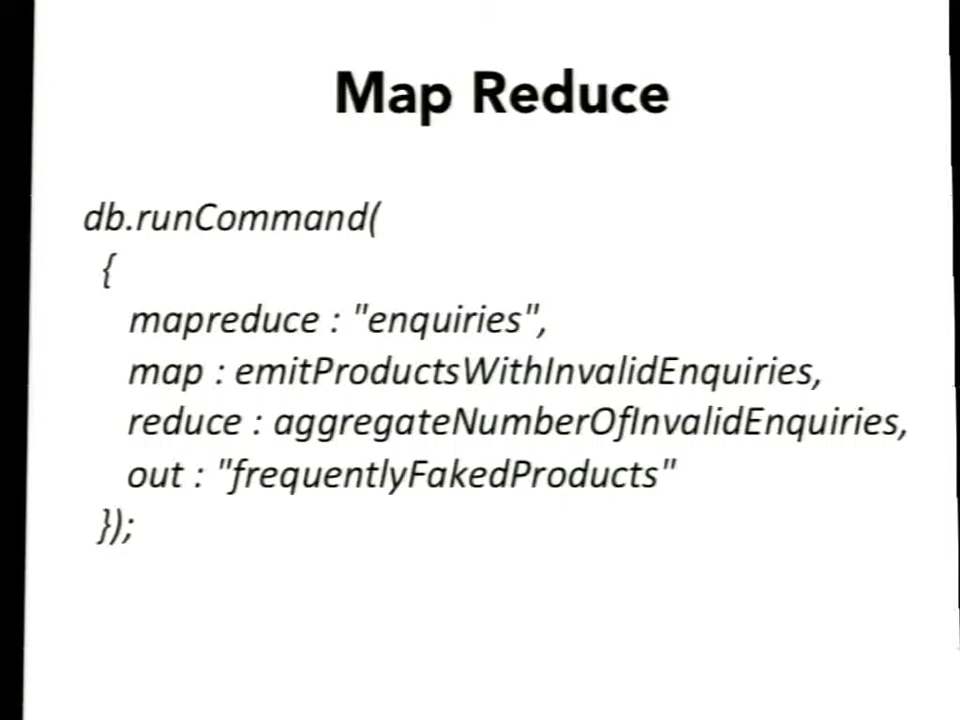 Map Reduce
db.runCommand(
{
mapreduce : "enquiries",
map : emitProductsWithInvalidEnquiries,
reduce : aggregateNumberOfInvalidEnquiries,
out : "frequentlyFakedProducts"
});